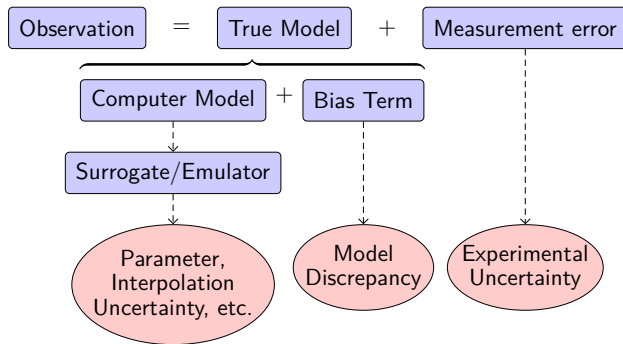 Observation = True Model + Measurement error
Computer Model + Bias Term
Surrogate/Emulator
Parameter,
Interpolation
Uncertainty, etc.
Model
Discrepancy
Experimental
Uncertainty